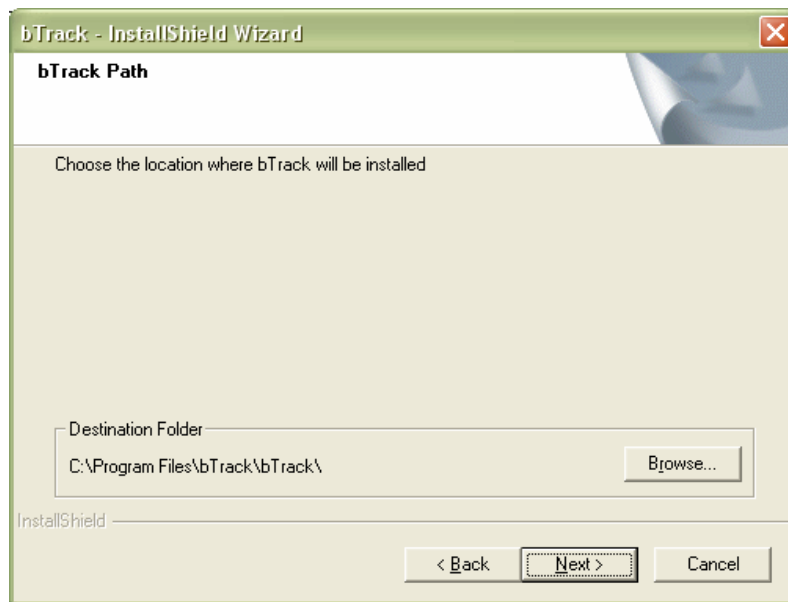 bTrack - InstallShield Wizard
bTrack Path
Choose the location where bTrack will be installed
Destination Folder
C:\Program Files\bTrack\bTrack\
Browse...
InstallShield
< Back
Next >
Cancel